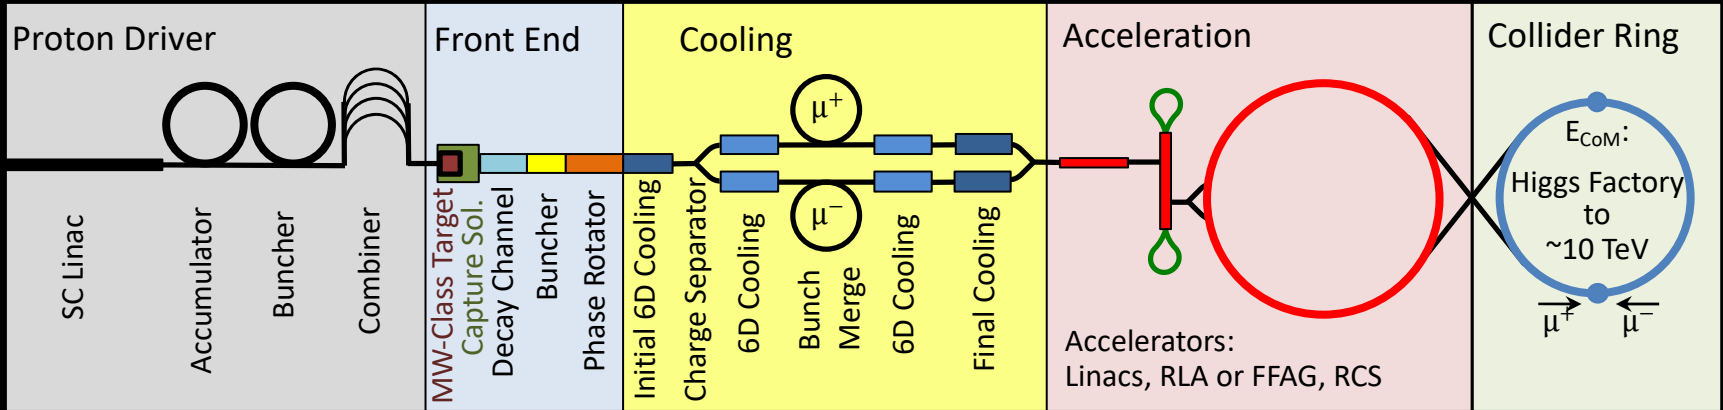 Proton Driver
SC Linac
Accumulator
Buncher
Combiner
Front End
MW-Class Target
Capture Sol.
Decay Channel
Buncher
Phase Rotator
Cooling
Initial 6D Cooling
Charge Separator
6D Cooling
μ+
μ−
Bunch
Merge
6D Cooling
Final Cooling
Acceleration
Accelerators:
Linacs, RLA or FFAG, RCS
Collider Ring
ECoM:
Higgs Factory
to
~10 TeV
μ+ μ−